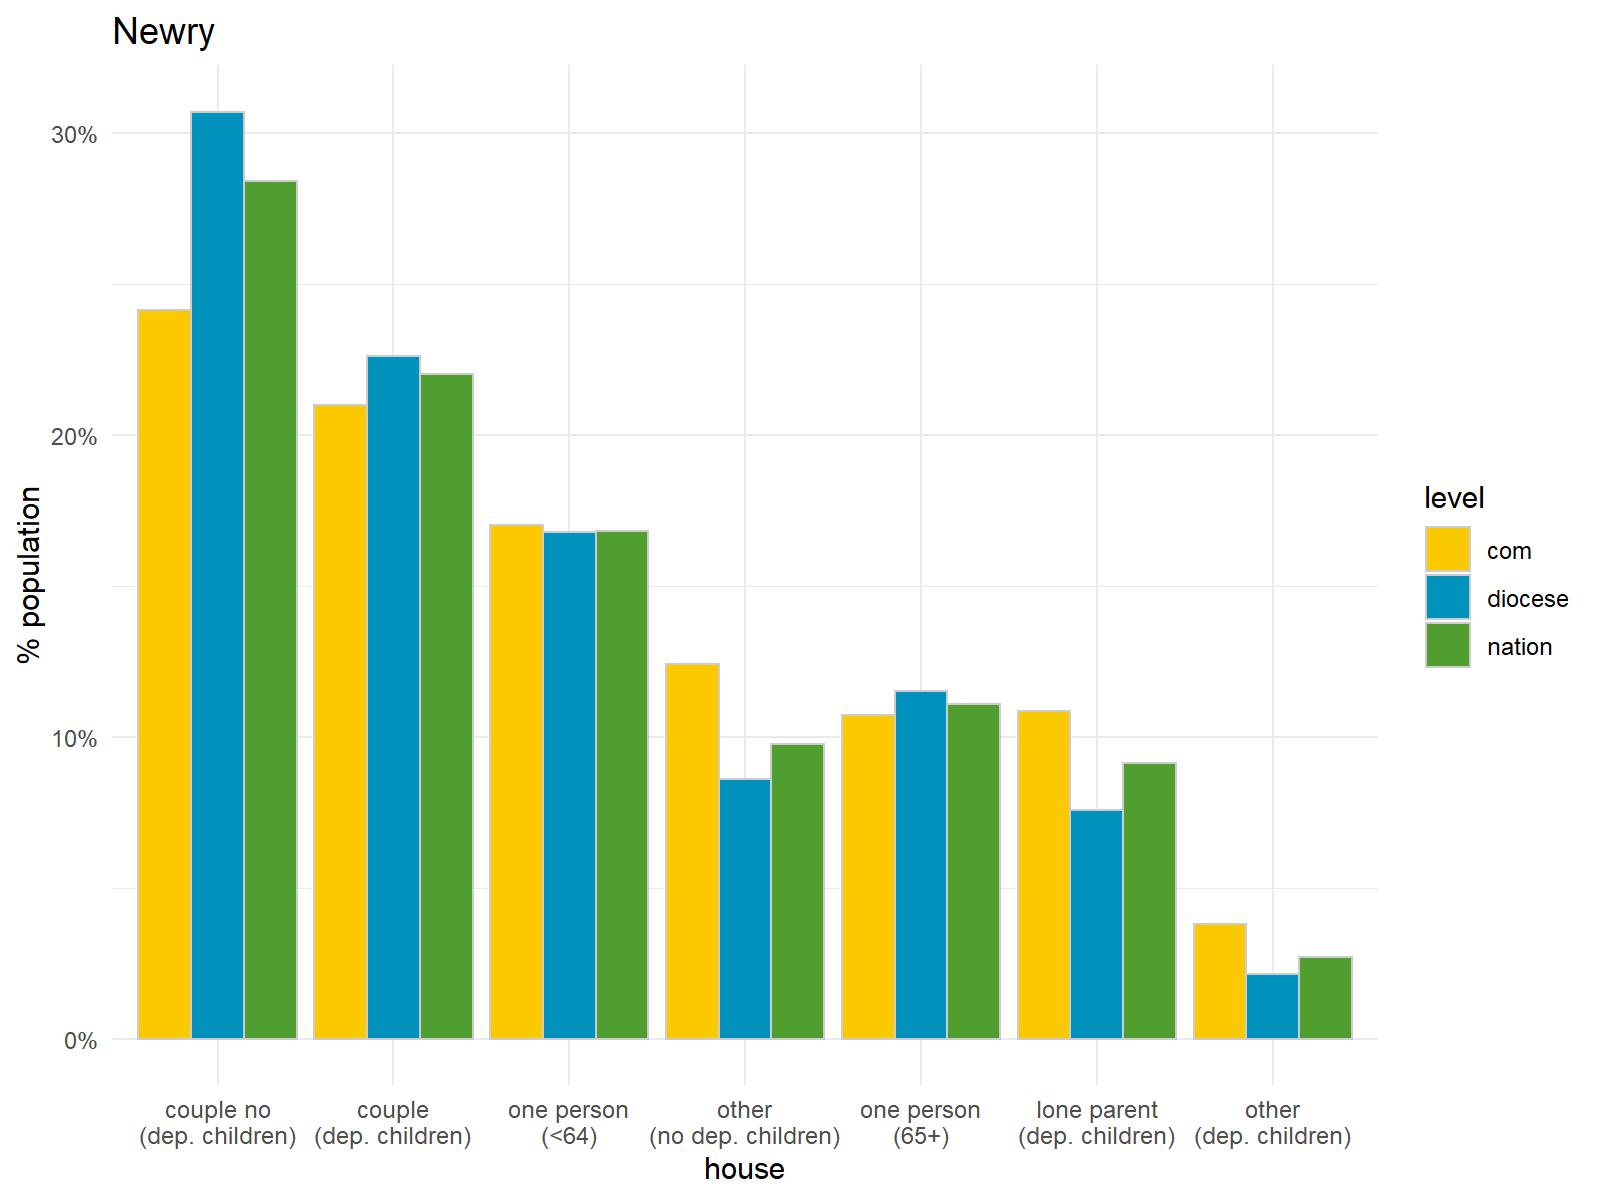 Newry
30%
20%
10%
0%
% population
couple no
(dep. children)
couple
(dep. children)
one person
(<64)
other
(no dep. children)
one person
(65+)
lone parent
(dep. children)
other
(dep. children)
house
level
com
diocese
nation